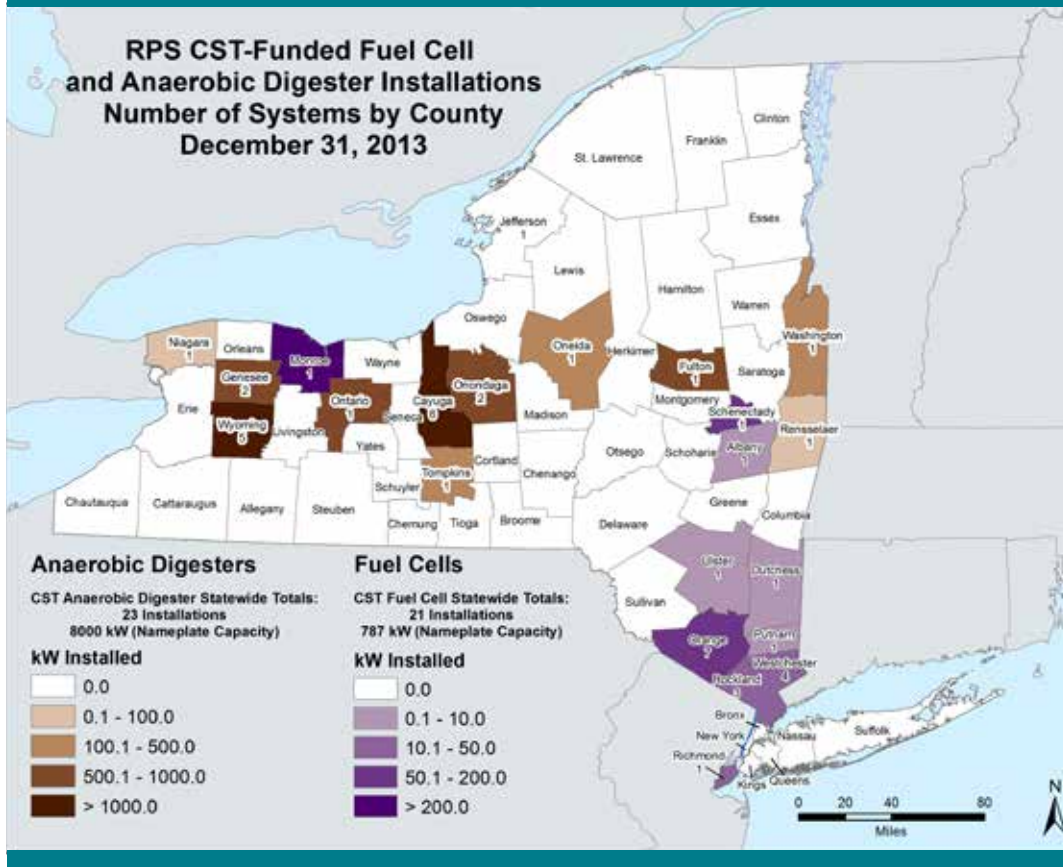 RPS CST-Funded Fuel Cell
and Anaerobic Digester Installations
Number of Systems by County
December 31, 2013
Clinton
Franklin
St. Lawrence
Essex
Jefferson
1
Lewis
Hamilton
Warren
Washington
1
Oswego
Oneida
1
Herkimer
Fulton
1
Saratoga
Niagara
1
Orleans
Monroe
1
Wayne
Genesee
2
Ontario
1
Cayuga
8
Onondaga
2
Seneca
Madison
Montgomery
Schenectady
1
Erie
Wyoming
5
Livingston
Yates
Otsego
Schoharie
Albany
1
Rensselaer
1
Tompkins
1
Cortland
Chenango
Schuyler
Chautauqua
Cattaraugus
Allegany
Steuben
Chemung
Tioga
Broome
Delaware
Greene
Columbia
Ulster
1
Dutchess
1
Sullivan
Orange
7
Putnam
1
Westchester
4
Rockland
3
Bronx
New York
Nassau
Suffolk
Richmond
1
Kings
Queens
Anaerobic Digesters
CST Anaerobic Digester Statewide Totals:
23 Installations
8000 kW (Nameplate Capacity)
kW Installed
0.0
0.1 - 100.0
100.1 - 500.0
500.1 - 1000.0
> 1000.0
Fuel Cells
CST Fuel Cell Statewide Totals:
21 Installations
787 kW (Nameplate Capacity)
kW Installed
0.0
0.1 - 10.0
10.1 - 50.0
50.1 - 200.0
> 200.0
N
0 20 40 80
Miles